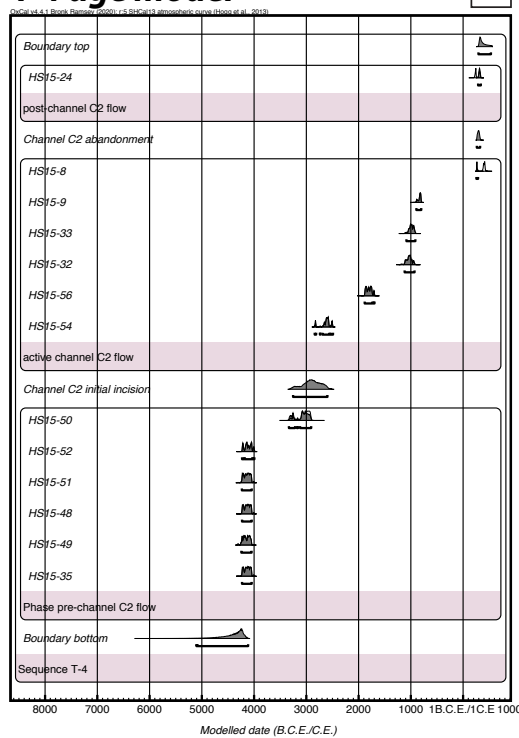 OxCal v4.4.1 Bronk Ramsey (2020); r:5 SHCal13 atmospheric curve (Hogg et al., 2013)
Boundary top
HS15-24
post-channel C2 flow
Channel C2 abandonment
HS15-8
HS15-9
HS15-33
HS15-32
HS15-56
HS15-54
active channel C2 flow
Channel C2 initial incision
HS15-50
HS15-52
HS15-51
HS15-48
HS15-49
HS15-35
Phase pre-channel C2 flow
Boundary bottom
Sequence T-4
8000 7000 6000 5000 4000 3000 2000 1000 1B.C.E./1C.E 1000
Modelled date (B.C.E./C.E.)